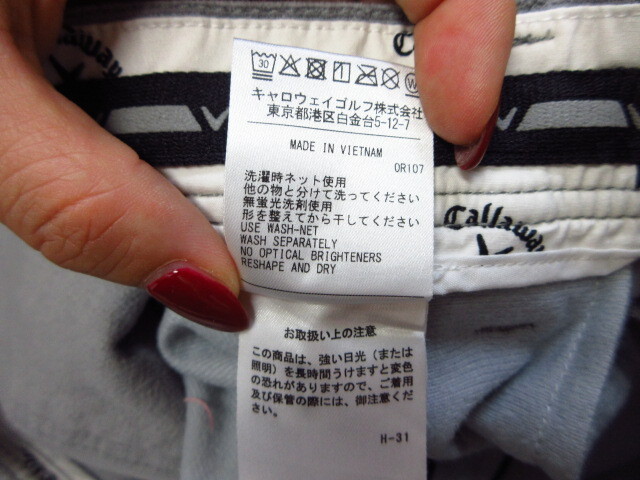 Callaway
C
30
W
キャロウェイゴルフ株式会社
東京都港区白金台5-12-7
MADE IN VIETNAM
0R107
洗濯時ネット使用
他の物と分けて洗ってください
無蛍光洗剤使用
形を整えてから干してください
USE WASH-NET
WASH SEPARATELY
NO OPTICAL BRIGHTENERS
RESHAPE AND DRY
Callaway
お取扱い上の注意
この商品は、強い日光（または
照明）を長時間うけますと変色
の恐れがありますので、ご着用
及び保管の際には、御注意くだ
さい。
H-31